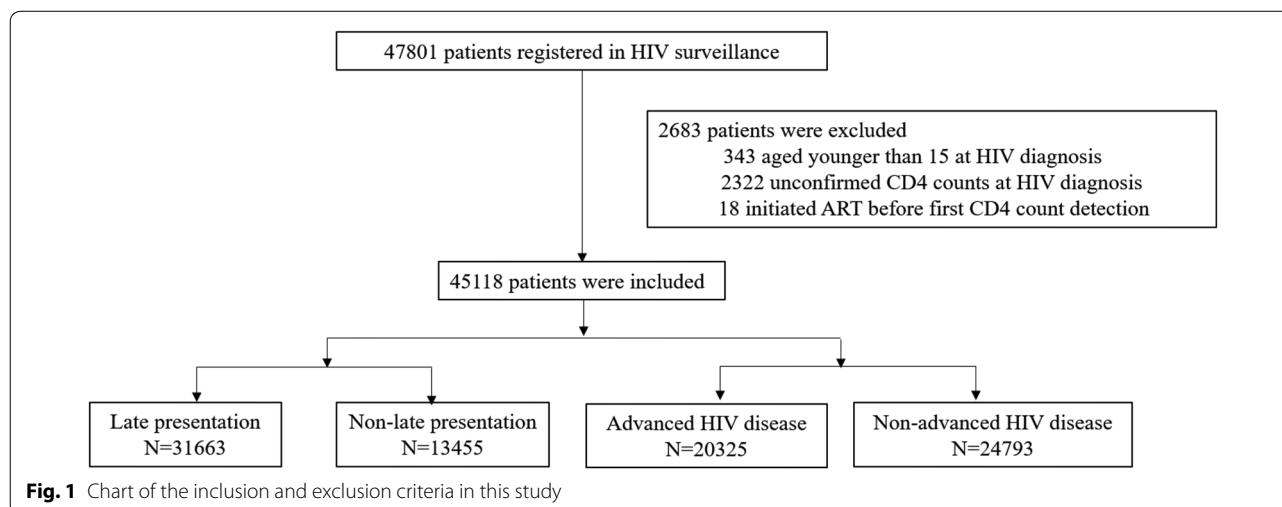 47801 patients registered in HIV surveillance
2683 patients were excluded
343 aged younger than 15 at HIV diagnosis
2322 unconfirmed CD4 counts at HIV diagnosis
18 initiated ART before first CD4 count detection
45118 patients were included
Late presentation
N=31663
Non-late presentation
N=13455
Advanced HIV disease
N=20325
Non-advanced HIV disease
N=24793
Fig. 1 Chart of the inclusion and exclusion criteria in this study